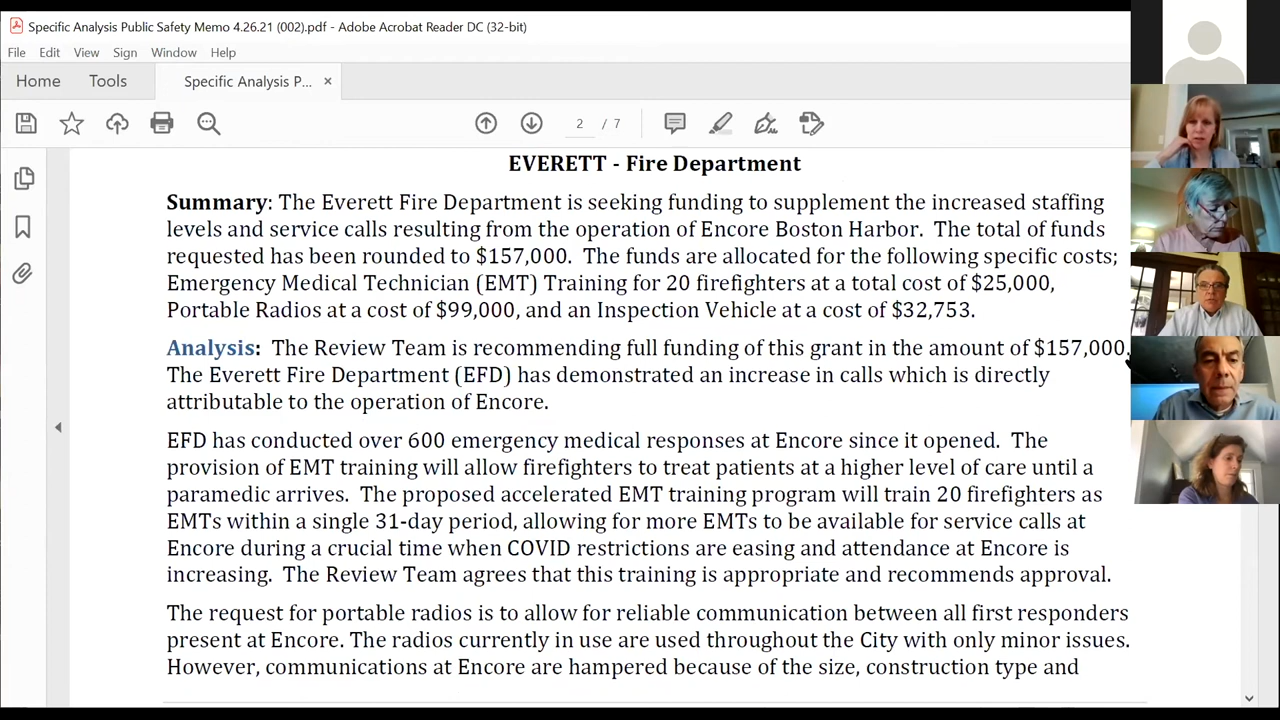 Specific Analysis Public Safety Memo 4.26.21 (002).pdf - Adobe Acrobat Reader DC (32-bit)
File Edit View Sign Window Help
Home Tools Specific Analysis P... ×
2 / 7
EVERETT - Fire Department
Summary: The Everett Fire Department is seeking funding to supplement the increased staffing
levels and service calls resulting from the operation of Encore Boston Harbor. The total of funds
requested has been rounded to $157,000. The funds are allocated for the following specific costs;
Emergency Medical Technician (EMT) Training for 20 firefighters at a total cost of $25,000,
Portable Radios at a cost of $99,000, and an Inspection Vehicle at a cost of $32,753.
Analysis: The Review Team is recommending full funding of this grant in the amount of $157,000.
The Everett Fire Department (EFD) has demonstrated an increase in calls which is directly
attributable to the operation of Encore.
EFD has conducted over 600 emergency medical responses at Encore since it opened. The
provision of EMT training will allow firefighters to treat patients at a higher level of care until a
paramedic arrives. The proposed accelerated EMT training program will train 20 firefighters as
EMTs within a single 31-day period, allowing for more EMTs to be available for service calls at
Encore during a crucial time when COVID restrictions are easing and attendance at Encore is
increasing. The Review Team agrees that this training is appropriate and recommends approval.
The request for portable radios is to allow for reliable communication between all first responders
present at Encore. The radios currently in use are used throughout the City with only minor issues.
However, communications at Encore are hampered because of the size, construction type and